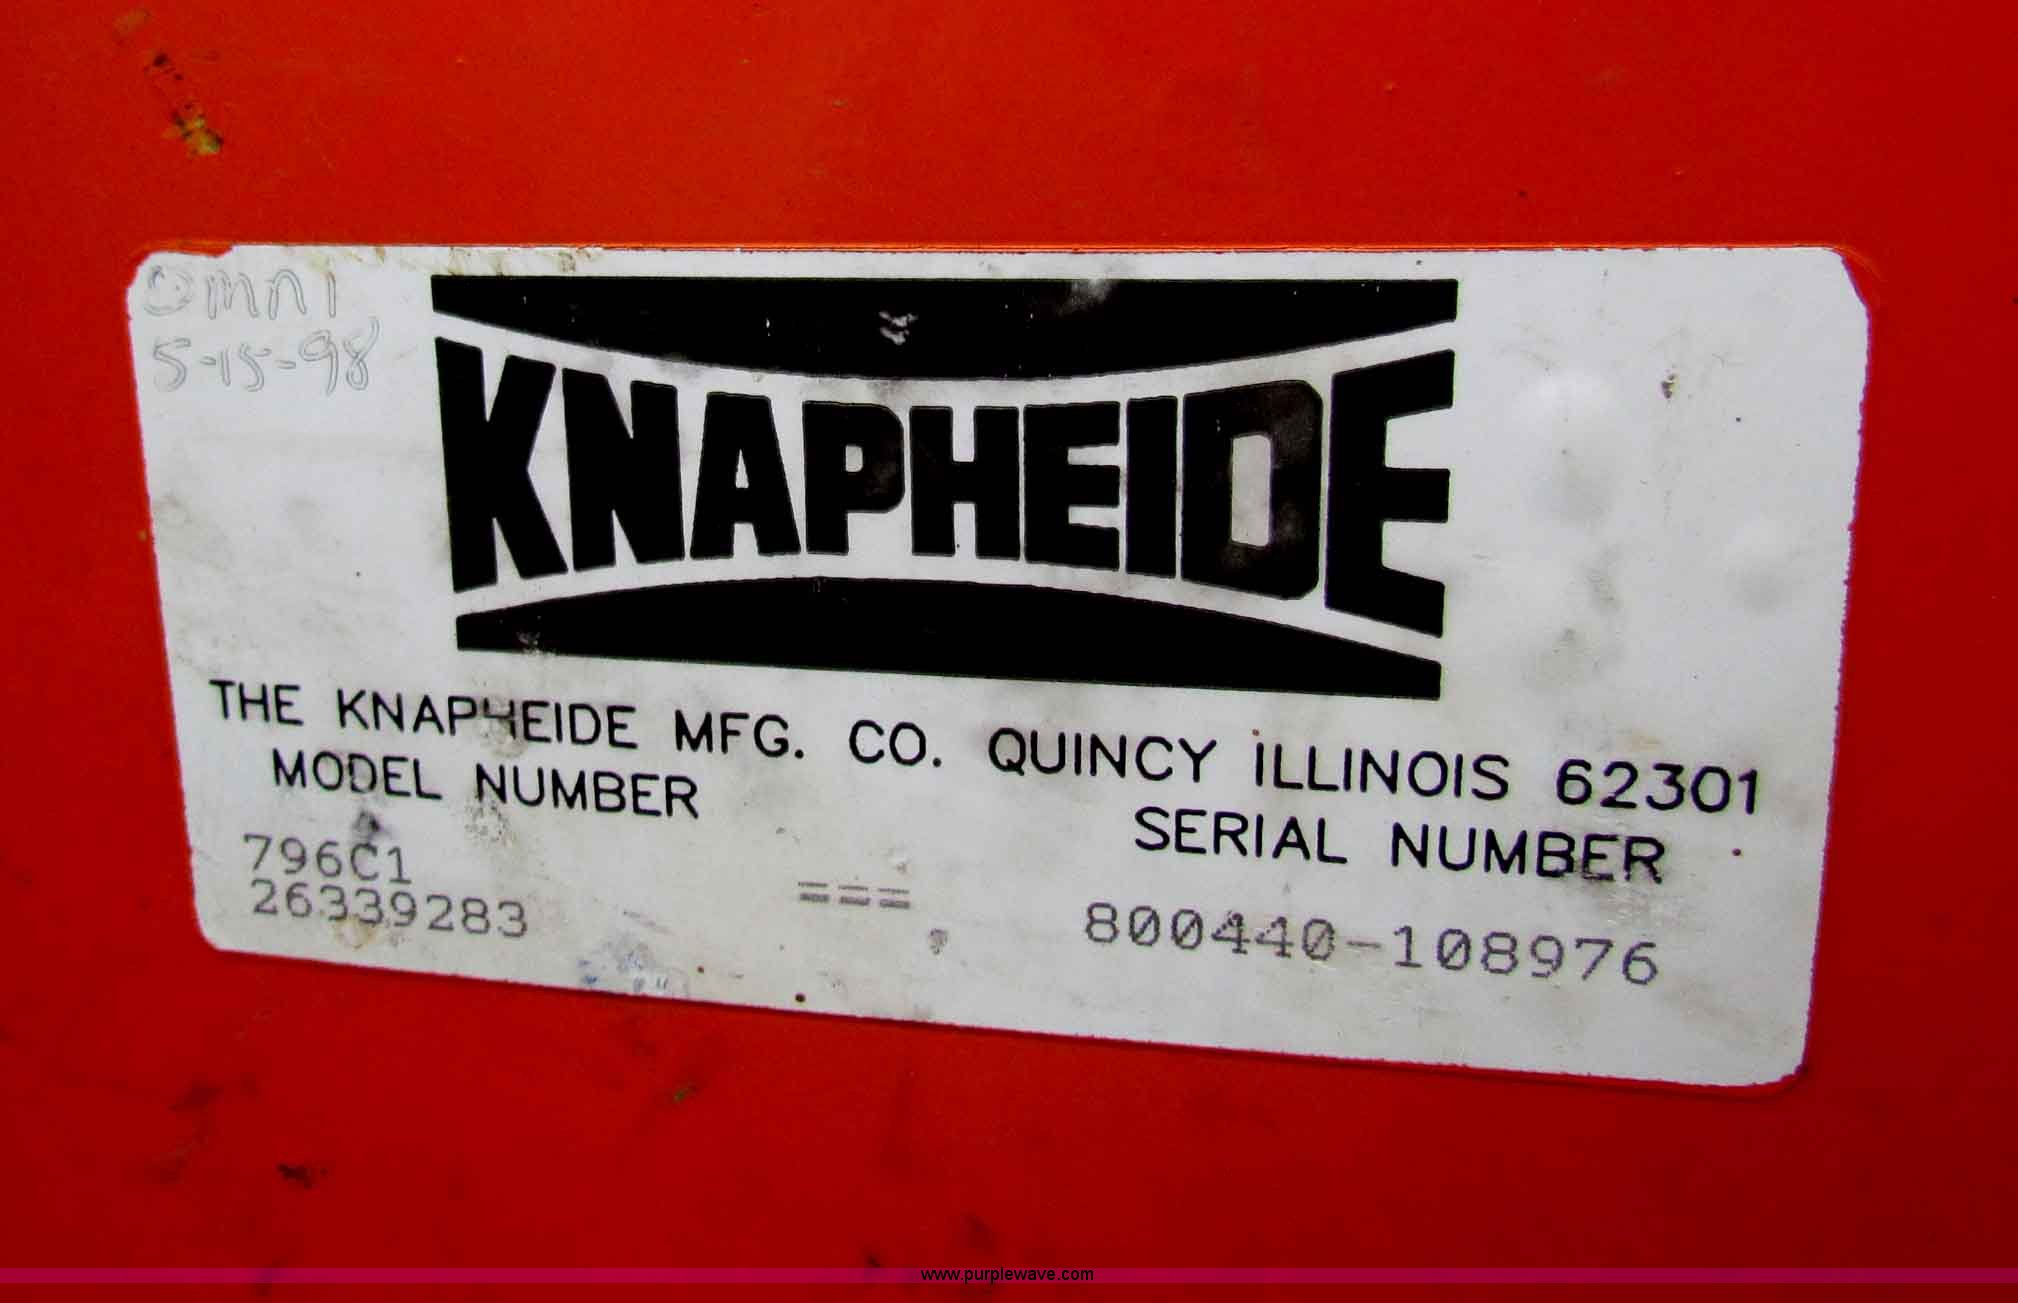 Omni
5-15-98
KNAPHEIDE
THE KNAPHEIDE MFG. CO. QUINCY ILLINOIS 62301
MODEL NUMBER SERIAL NUMBER
796C1
26339283 === 800440-108976
www.purplewave.com